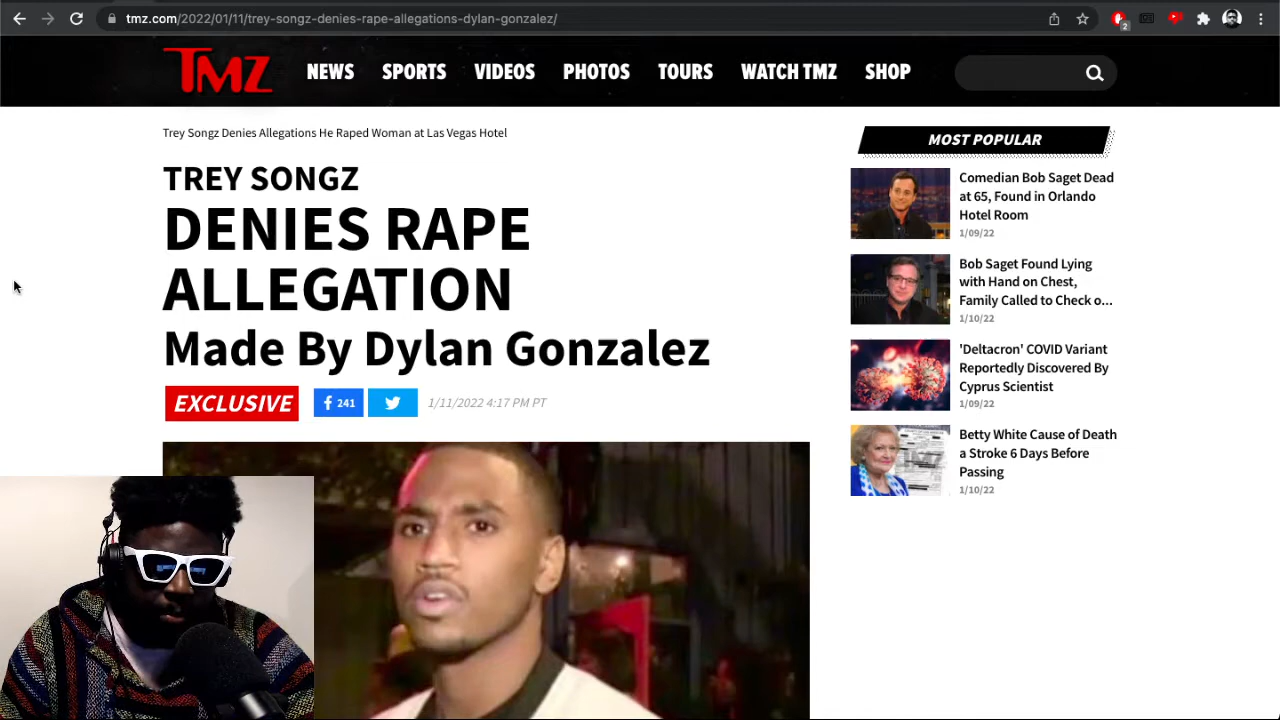 tmz.com/2022/01/11/trey-songz-denies-rape-allegations-dylan-gonzalez/
2
TMZ
NEWS SPORTS VIDEOS PHOTOS TOURS WATCH TMZ SHOP
Trey Songz Denies Allegations He Raped Woman at Las Vegas Hotel
TREY SONGZ
DENIES RAPE
ALLEGATION
Made By Dylan Gonzalez
EXCLUSIVE
241
1/11/2022 4:17 PM PT
MOST POPULAR
Comedian Bob Saget Dead
at 65, Found in Orlando
Hotel Room
1/09/22
Bob Saget Found Lying
with Hand on Chest,
Family Called to Check o...
1/10/22
'Deltacron' COVID Variant
Reportedly Discovered By
Cyprus Scientist
1/09/22
Betty White Cause of Death
a Stroke 6 Days Before
Passing
1/10/22